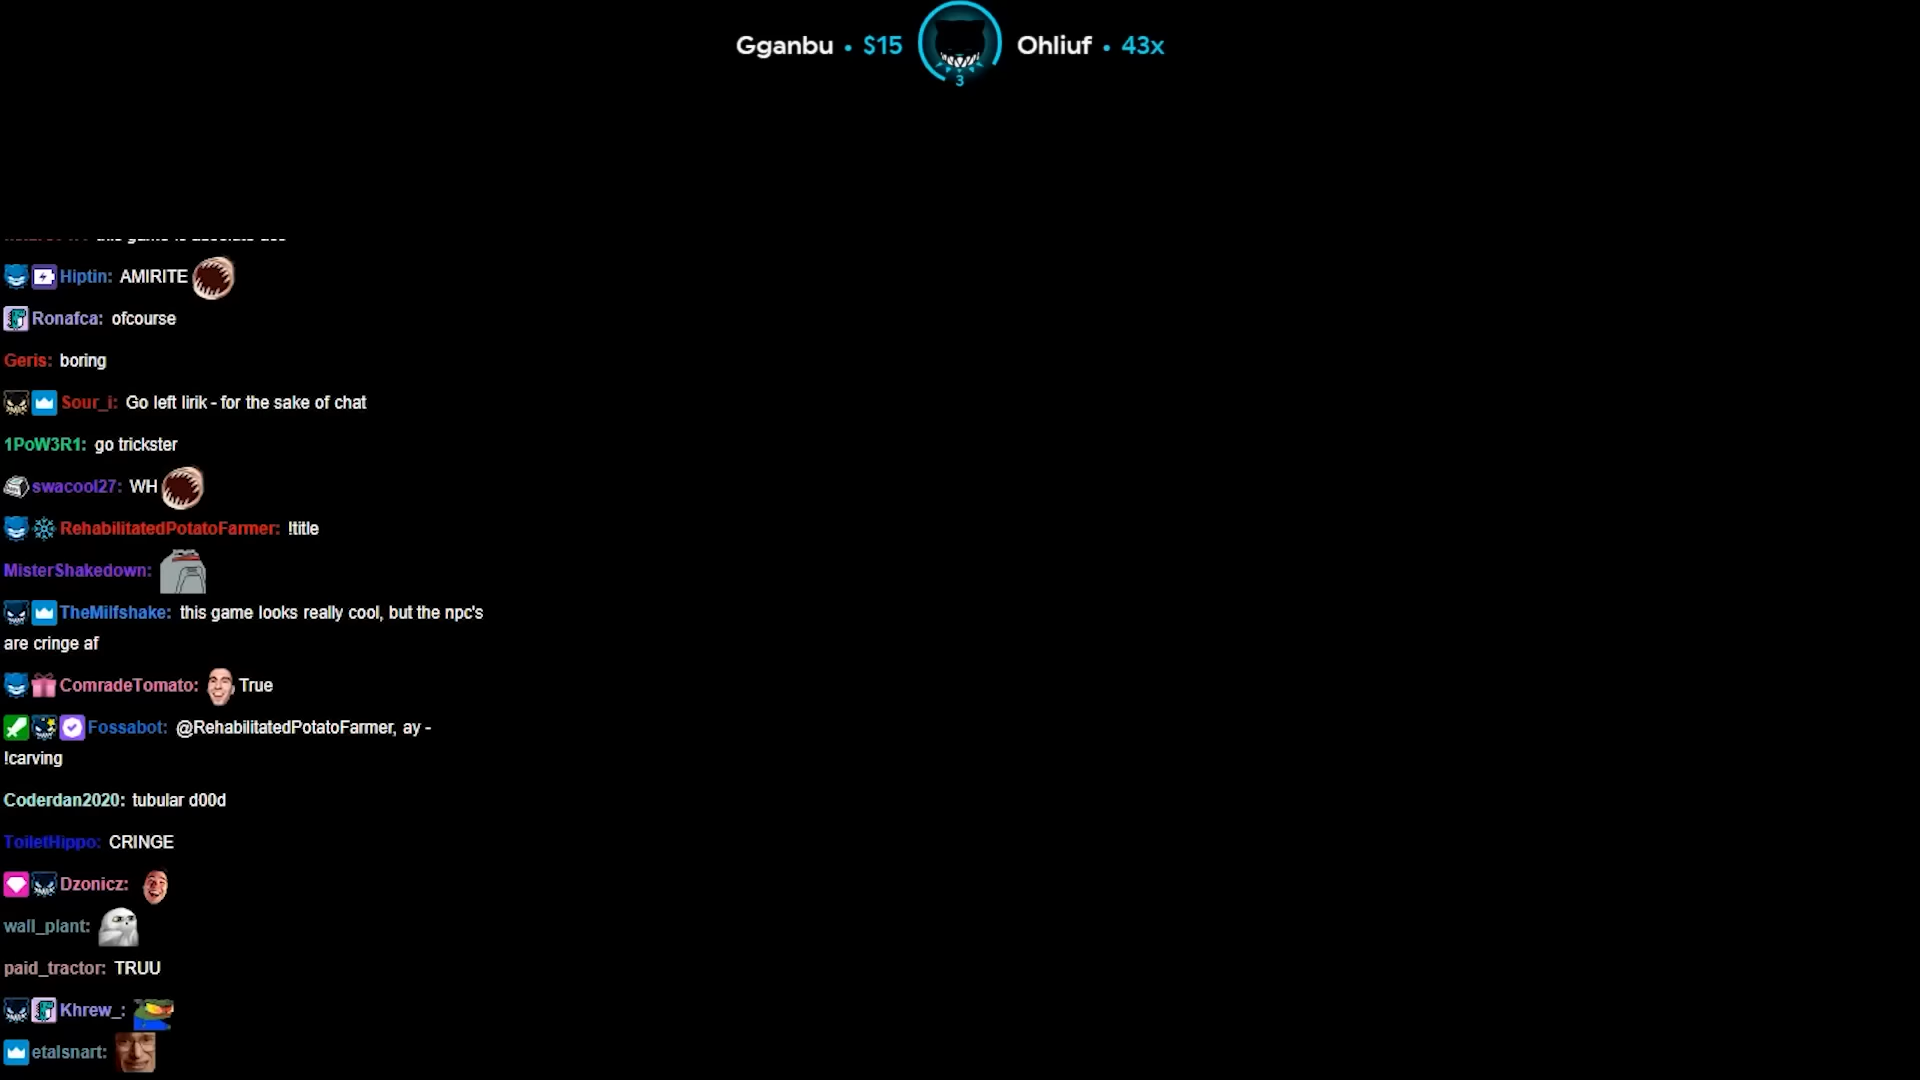 Gganbu • $15 3 Ohliuf • 43x
Hiptin: AMIRITE
Ronafca: ofcourse
Geris: boring
Sour_i: Go left lirik - for the sake of chat
1PoW3R1: go trickster
swacool27: WH
RehabilitatedPotatoFarmer: !title
MisterShakedown:
TheMilfshake: this game looks really cool, but the npc's
are cringe af
ComradeTomato: True
Fossabot: @RehabilitatedPotatoFarmer, ay -
!carving
Coderdan2020: tubular d00d
ToiletHippo: CRINGE
Dzonicz:
wall_plant:
paid_tractor: TRUU
Khrew_:
etalsnart: